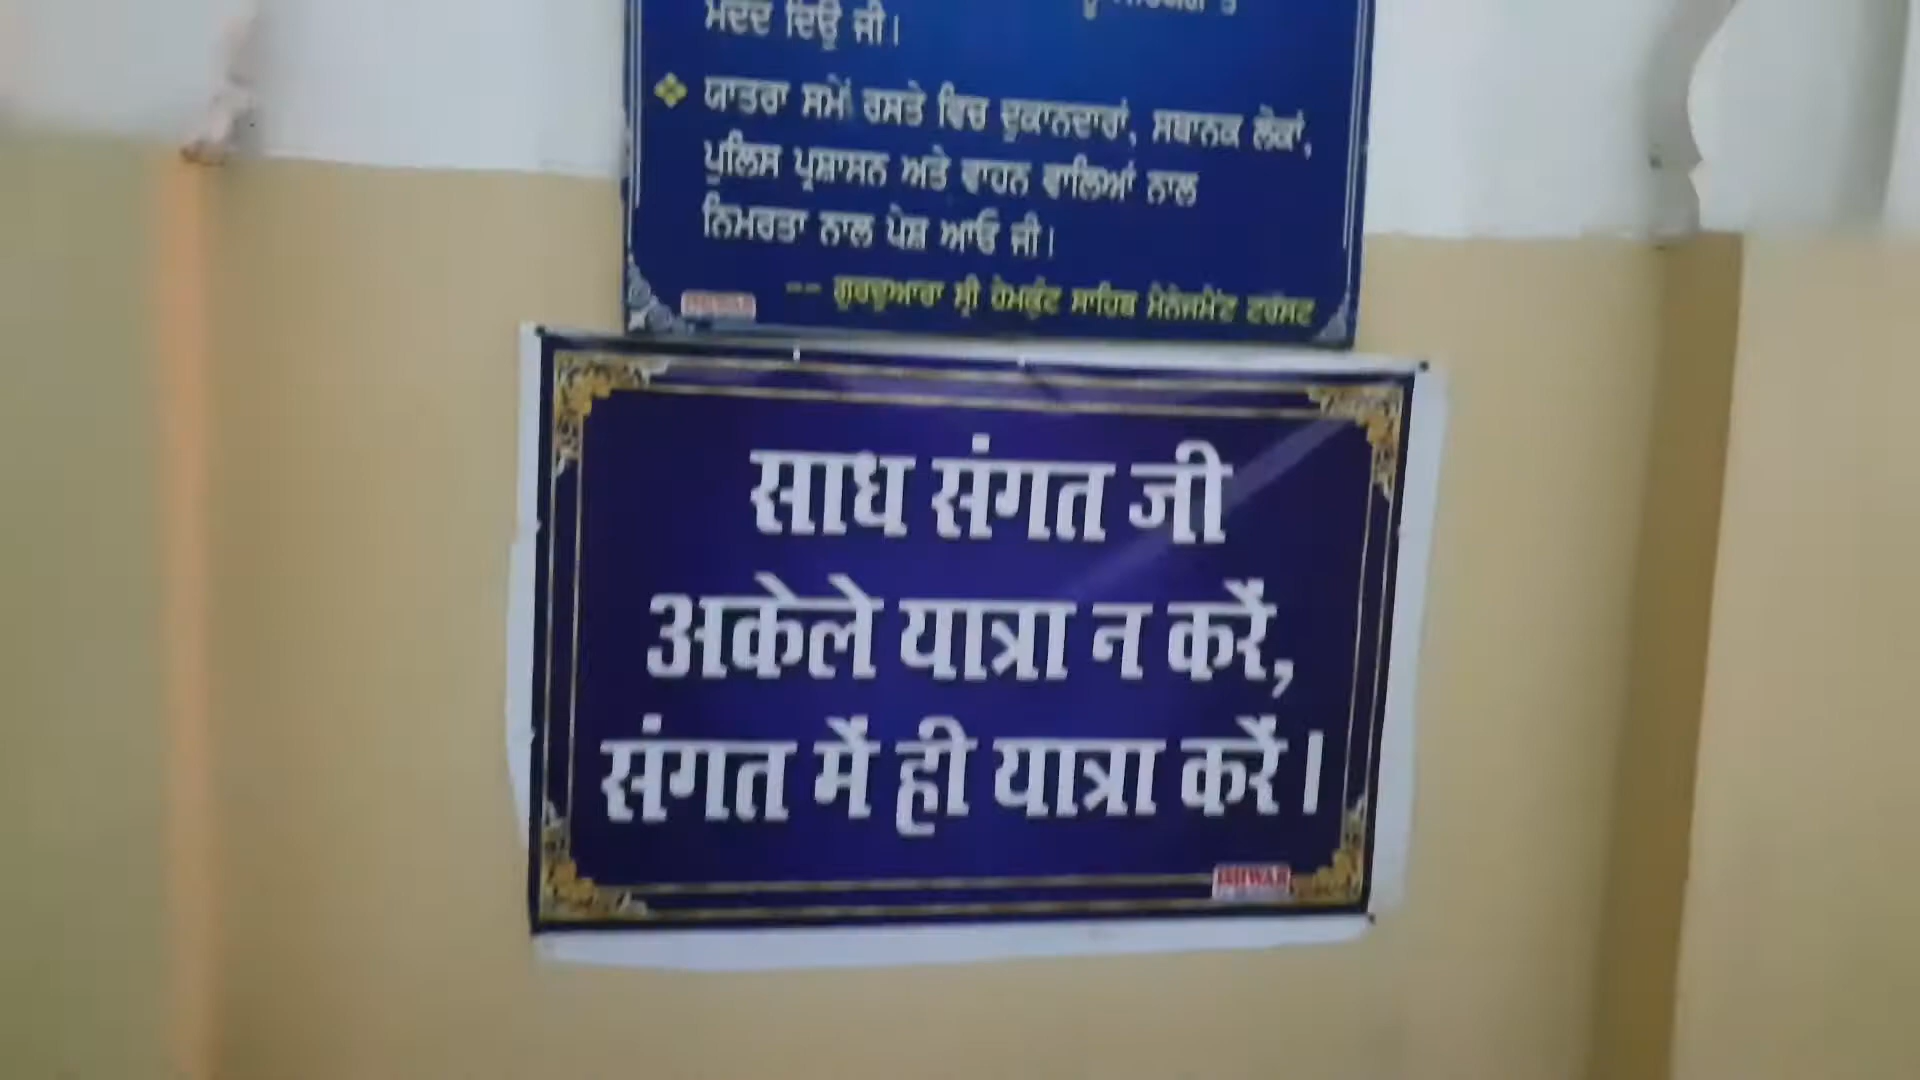 ਮਦਦ ਦਿਉ ਜੀ।
ਯਾਤਰਾ ਸਮੇਂ ਰਸਤੇ ਵਿਚ ਦੁਕਾਨਦਾਰਾਂ, ਸਥਾਨਕ ਲੋਕਾਂ,
ਪੁਲਿਸ ਪ੍ਰਸ਼ਾਸਨ ਅਤੇ ਵਾਹਨ ਵਾਲਿਆਂ ਨਾਲ
ਨਿਮਰਤਾ ਨਾਲ ਪੇਸ਼ ਆਓ ਜੀ।
-- ਗੁਰਦੁਆਰਾ ਸ੍ਰੀ ਹੇਮਕੁੰਟ ਸਾਹਿਬ ਮੈਨੇਜਮੈਂਟ ਟਰੱਸਟ
साध संगत जी
अकेले यात्रा न करें,
संगत में ही यात्रा करें।